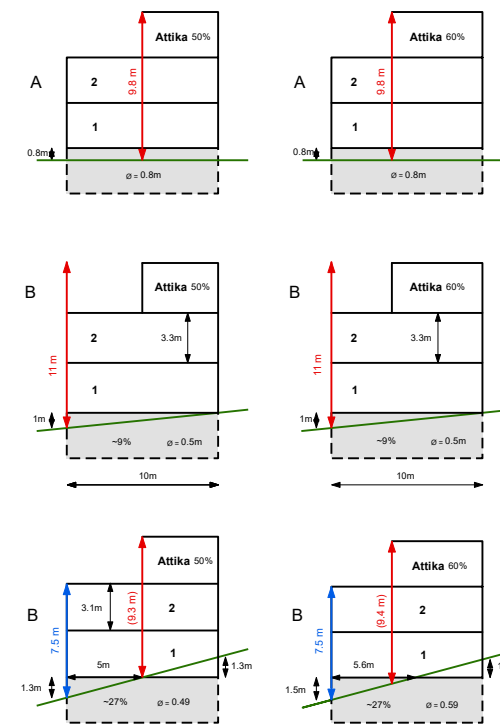 Attika 50%
A
2
9.8 m
1
0.8m
ø = 0.8m
Attika 60%
A
2
9.8 m
1
0.8m
ø = 0.8m
B
Attika 50%
2
3.3m
11 m
1
1m
~9%
ø = 0.5m
10m
B
Attika 60%
2
3.3m
11 m
1
1m
~9%
ø = 0.5m
10m
B
Attika 50%
3.1m
2
(9.3 m)
7.5 m
1
5m
1.3m
1.3m
~27%
ø = 0.49
B
Attika 60%
2
(9.4 m)
7.5 m
1
5.6m
1.5m
~27%
ø = 0.59